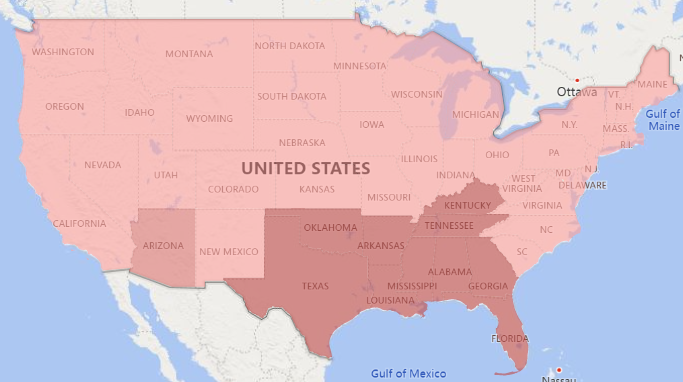 WASHINGTON
MONTANA
NORTH DAKOTA
MINNESOTA
OREGON
IDAHO
WYOMING
SOUTH DAKOTA
WISCONSIN
MICHIGAN
Ottawa
MAINE
VT.
N.H.
Gulf of
Maine
N.Y.
MASS.
R.I.
IOWA
NEBRASKA
NEVADA
UTAH
COLORADO
UNITED STATES
KANSAS
ILLINOIS
INDIANA
OHIO
PA
N J
MD
DELAWARE
WEST
VIRGINIA
VIRGINIA
MISSOURI
KENTUCKY
CALIFORNIA
ARIZONA
NEW MEXICO
OKLAHOMA
ARKANSAS
TENNESSEE
NC
SC
TEXAS
LOUISIANA
MISSISSIPPI
ALABAMA
GEORGIA
FLORIDA
Gulf of Mexico
Nassau